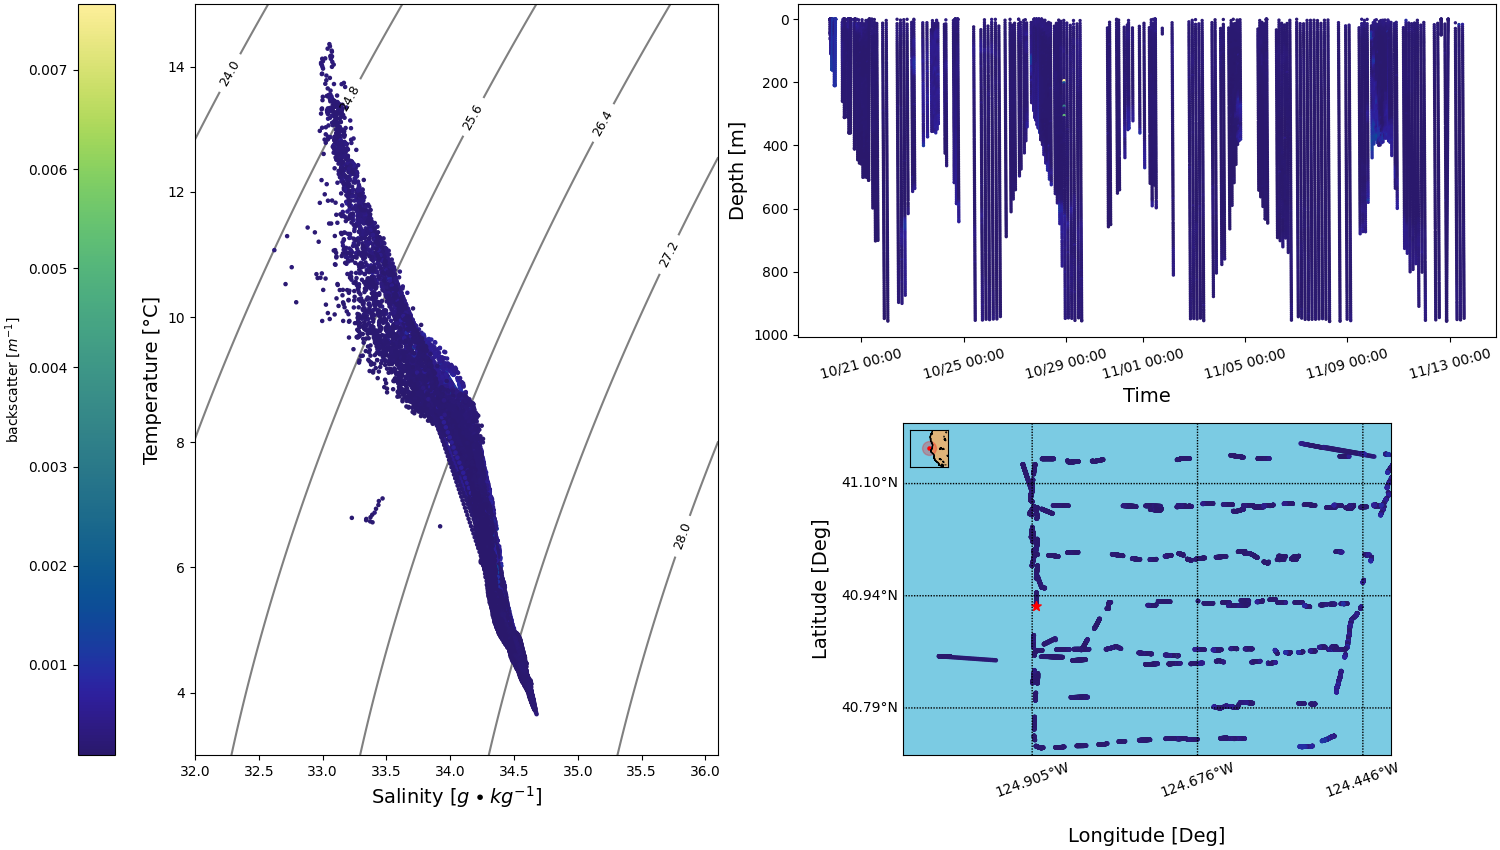 0.007
0.006
0.005
0.004
0.003
0.002
0.001
backscatter [m⁻¹]
14
12
10
8
6
4
Temperature [°C]
24.0
24.8
25.6
26.4
27.2
28.0
32.0 32.5 33.0 33.5 34.0 34.5 35.0 35.5 36.0
Salinity [g • kg⁻¹]
0
200
400
600
800
1000
Depth [m]
10/21 00:00 10/25 00:00 10/29 00:00 11/01 00:00 11/05 00:00 11/09 00:00 11/13 00:00
Time
41.10°N
40.94°N
40.79°N
Latitude [Deg]
124.905°W 124.676°W 124.446°W
Longitude [Deg]